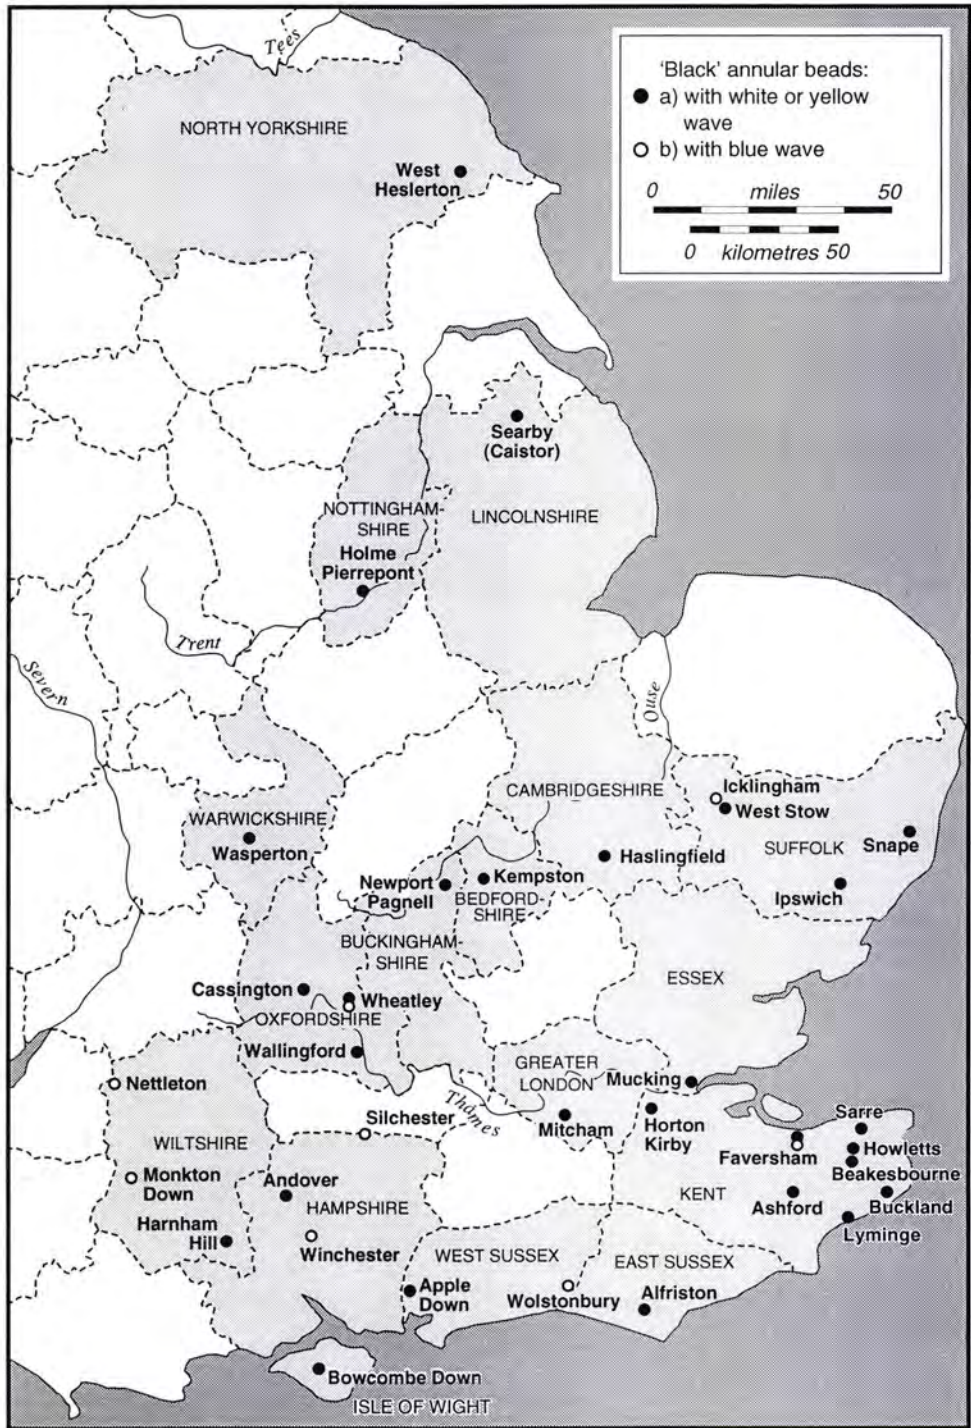 Tees
'Black' annular beads:
a) with white or yellow
wave
b) with blue wave
0 miles 50
0 kilometres 50
NORTH YORKSHIRE
West
Heslerton
Searby
(Caistor)
NOTTINGHAM-
SHIRE
LINCOLNSHIRE
Holme
Pierrepont
Trent
Severn
Ouse
Icklingham
West Stow
CAMBRIDGESHIRE
WARWICKSHIRE
Wasperton
SUFFOLK
Snape
Haslingfield
Kempston
Newport
Pagnell
BEDFORD-
SHIRE
Ipswich
BUCKINGHAM-
SHIRE
ESSEX
Cassington
Wheatley
OXFORDSHIRE
Wallingford
GREATER
LONDON
Mucking
Nettleton
Thames
Silchester
Mitcham
Horton
Kirby
Sarre
WILTSHIRE
Faversham
Howletts
Beakesbourne
Monkton
Down
Andover
HAMPSHIRE
KENT
Ashford
Buckland
Lyminge
Harnham
Hill
Winchester
WEST SUSSEX
EAST SUSSEX
Apple
Down
Wolstonbury
Alfriston
Bowcombe Down
ISLE OF WIGHT